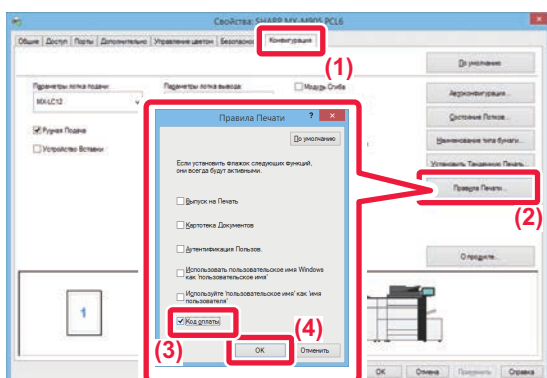 Свойства: SHARP MX-M905 PCL6
Общие
Доступ
Порты
Дополнительно
Управление цветом
Безопасность
Конфигурация
(1)
По умолчанию
Параметры лотка подачи:
Параметры лотка вывода:
Модуль Сгиба
MX-LC12
Автоконфигурация...
Состояние Лотков...
Ручная Подача
Устройство Вставки
Наименование типа бумаги...
Установить Тандемную Печать...
Правила Печати...
(2)
О продукте...
Правила Печати
?
По умолчанию
Если установить флажок следующих функций,
они всегда будут активными.
Выпуск на Печать
Картотека Документов
Аутентификация Пользов.
Использовать пользовательское имя Windows
как 'пользовательское имя'
Используйте 'пользовательское имя' как 'имя
пользователя'
Код оплаты
(3)
(4)
OK
Отменить
1
OK
Отмена
Применить
Справка